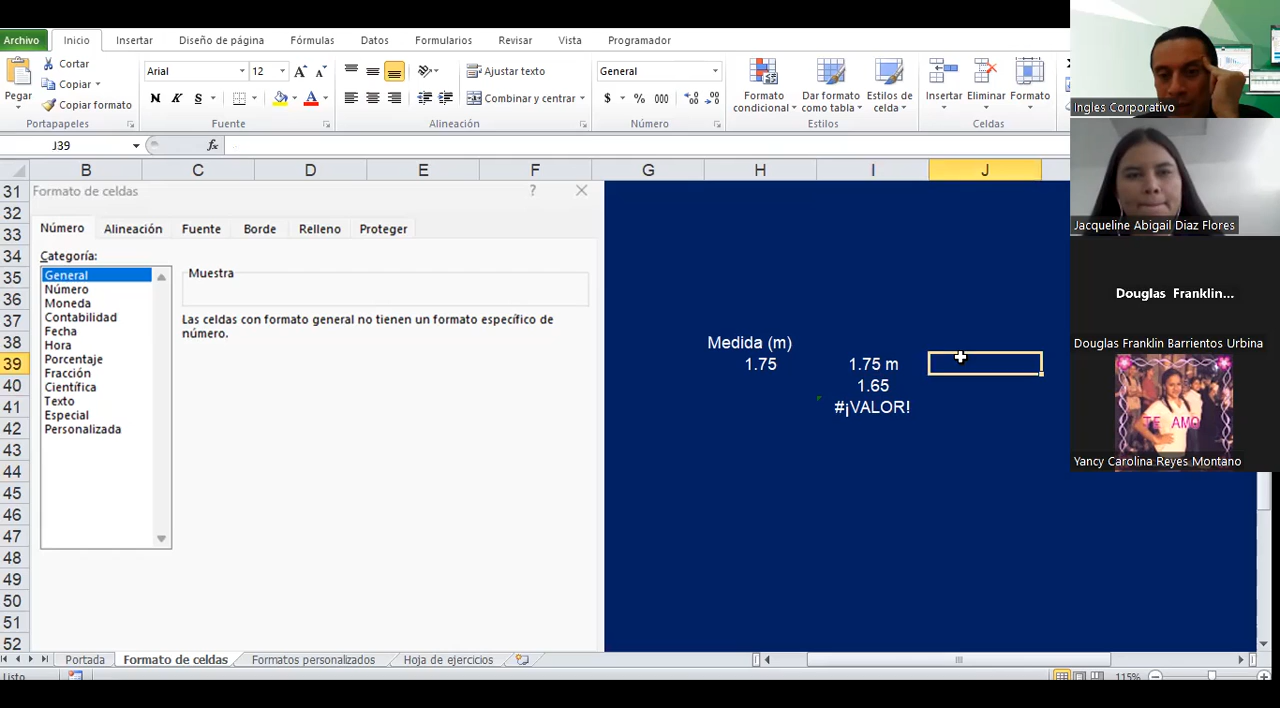 Archivo Inicio Insertar Diseño de página Fórmulas Datos Formularios Revisar Vista Programador
Pegar
Cortar
Copiar
Copiar formato
Portapapeles
Arial 12
N K S
Fuente
Ajustar texto
Combinar y centrar
Alineación
General
$ % 000
Número
Formato condicional
Dar formato como tabla
Estilos de celda
Estilos
Insertar Eliminar Formato
Celdas
J39 fx
B C D E F G H I J
31
32
33
34
35
36
37
38
39
40
41
42
43
44
45
46
47
48
49
50
51
52
Formato de celdas ?
Número Alineación Fuente Borde Relleno Proteger
Categoría:
General
Número
Moneda
Contabilidad
Fecha
Hora
Porcentaje
Fracción
Científica
Texto
Especial
Personalizada
Muestra
Las celdas con formato general no tienen un formato específico de
número.
Medida (m)
1.75 1.75 m
1.65
#¡VALOR!
Portada Formato de celdas Formatos personalizados Hoja de ejercicios
Listo 115%
Ingles Corporativo
Jacqueline Abigail Diaz Flores
Douglas Franklin...
Douglas Franklin Barrientos Urbina
TE AMO
Yancy Carolina Reyes Montano